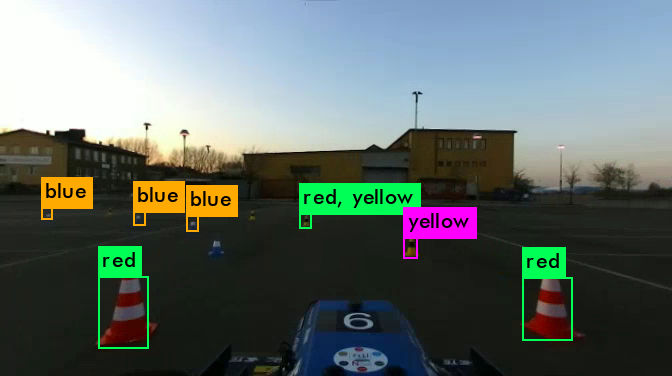 blue
blue
blue
red, yellow
yellow
red
red
6